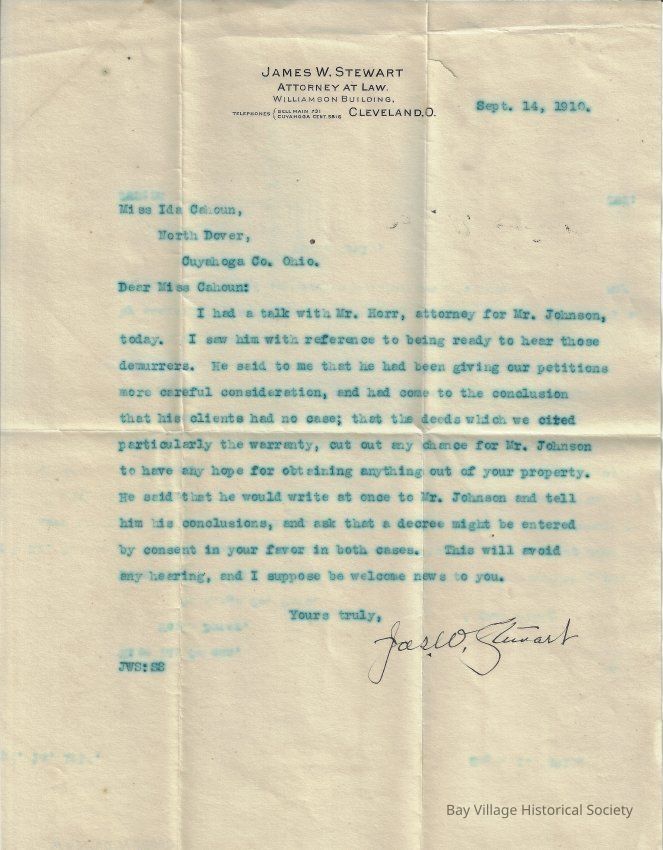 JAMES W. STEWART
ATTORNEY AT LAW.
WILLIAMSON BUILDING,
TELEPHONES { BELL MAIN 731
CUYAHOGA CENT. 5816
CLEVELAND, O.
Sept. 14, 1910.
Miss Ida Cahoun,
North Dover,
Cuyahoga Co. Ohio.
Dear Miss Cahoun:
I had a talk with Mr. Horr, attorney for Mr. Johnson,
today. I saw him with reference to being ready to hear those
demurrers. He said to me that he had been giving our petitions
more careful consideration, and had come to the conclusion
that his clients had no case; that the deeds which we cited
particularly the warranty, cut out any chance for Mr. Johnson
to have any hope for obtaining anything out of your property.
He said that he would write at once to Mr. Johnson and tell
him his conclusions, and ask that a decree might be entered
by consent in your favor in both cases. This will avoid
any hearing, and I suppose be welcome news to you.
Yours truly,
Jas. W. Stewart
JWS:SS
Bay Village Historical Society